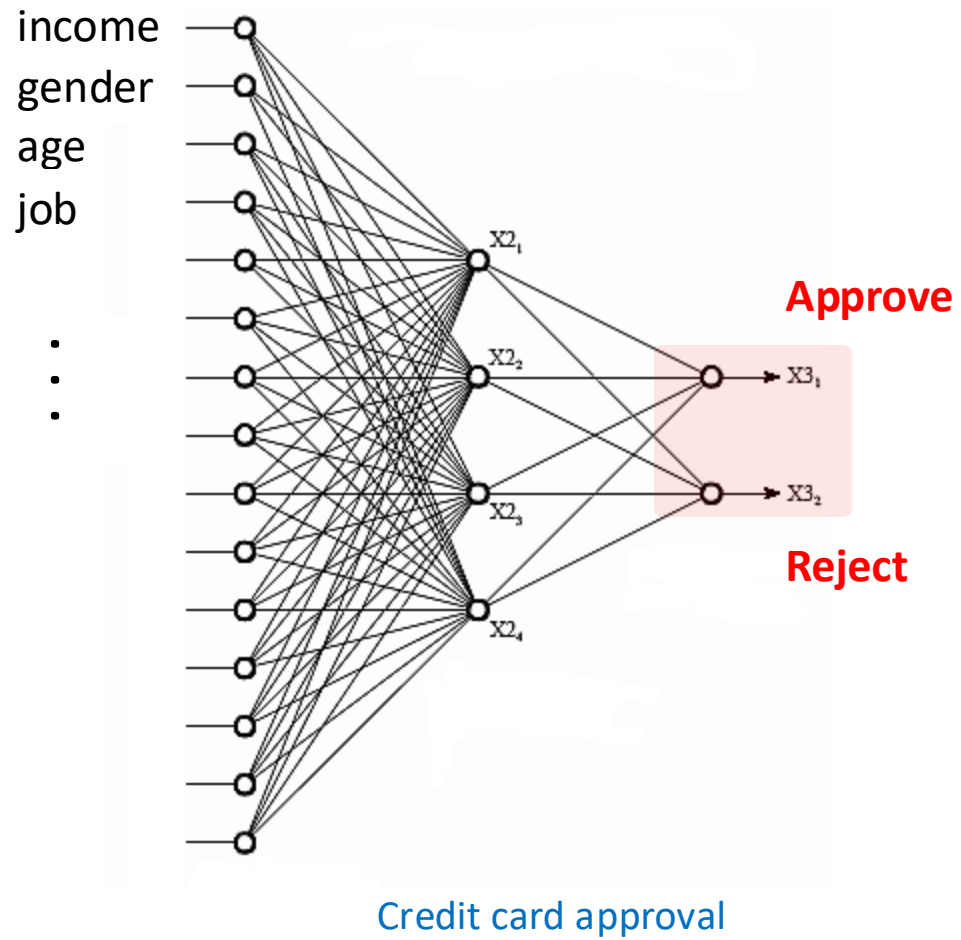 income
gender
age
job
.
.
.
X2₁
X2₂
X2₃
X2₄
Approve
X3₁
X3₂
Reject
Credit card approval